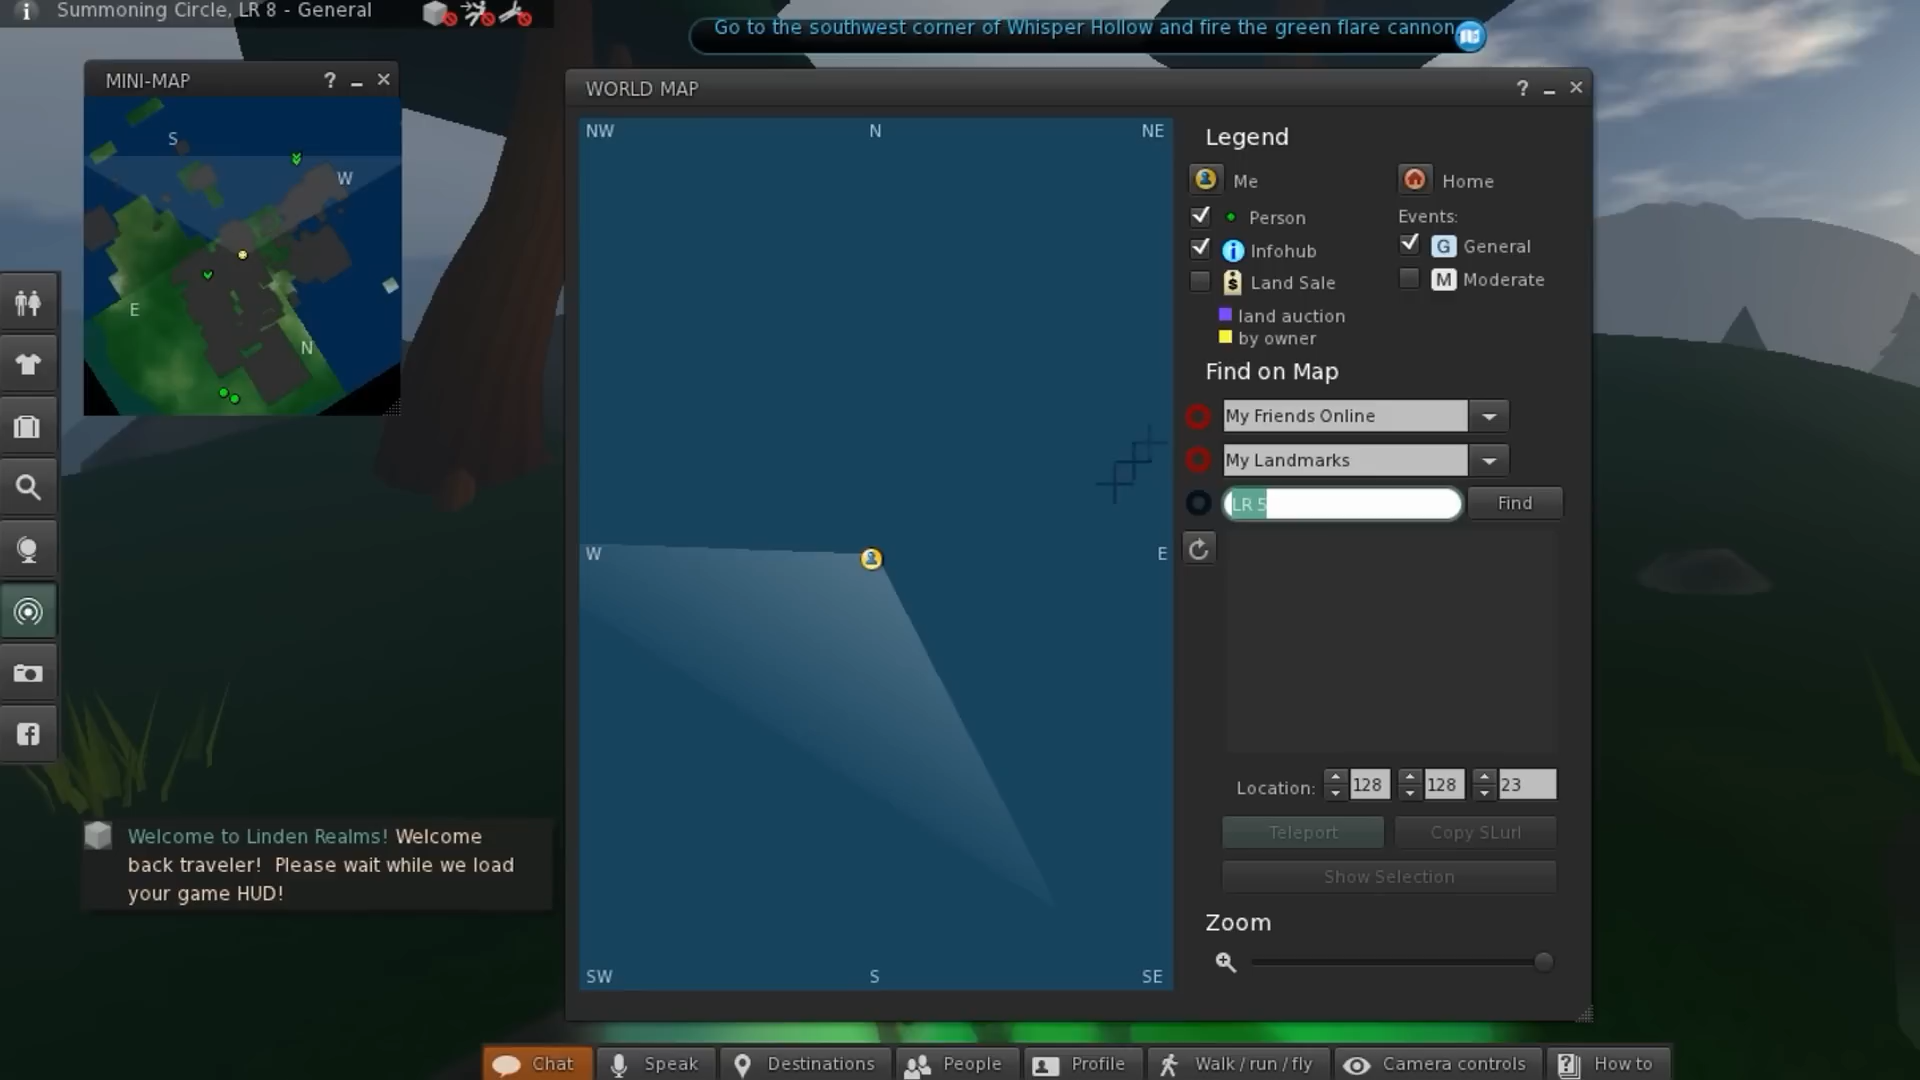 Summoning Circle, LR 8 - General
Go to the southwest corner of Whisper Hollow and fire the green flare cannon
MINI-MAP
?
S
W
E
N
WORLD MAP
?
NW
N
NE
W
E
SW
S
SE
Legend
Me
Home
Person
Events:
Infohub
G General
Land Sale
M Moderate
land auction
by owner
Find on Map
My Friends Online
My Landmarks
LR 5
Find
Location: 128 128 23
Teleport
Copy SLurl
Show Selection
Zoom
Welcome to Linden Realms! Welcome
back traveler! Please wait while we load
your game HUD!
Chat
Speak
Destinations
People
Profile
Walk / run / fly
Camera controls
How to